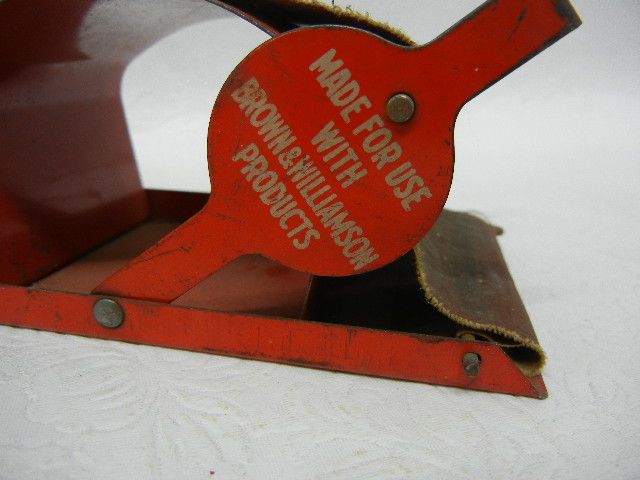 MADE FOR USE
WITH
BROWN & WILLIAMSON
PRODUCTS